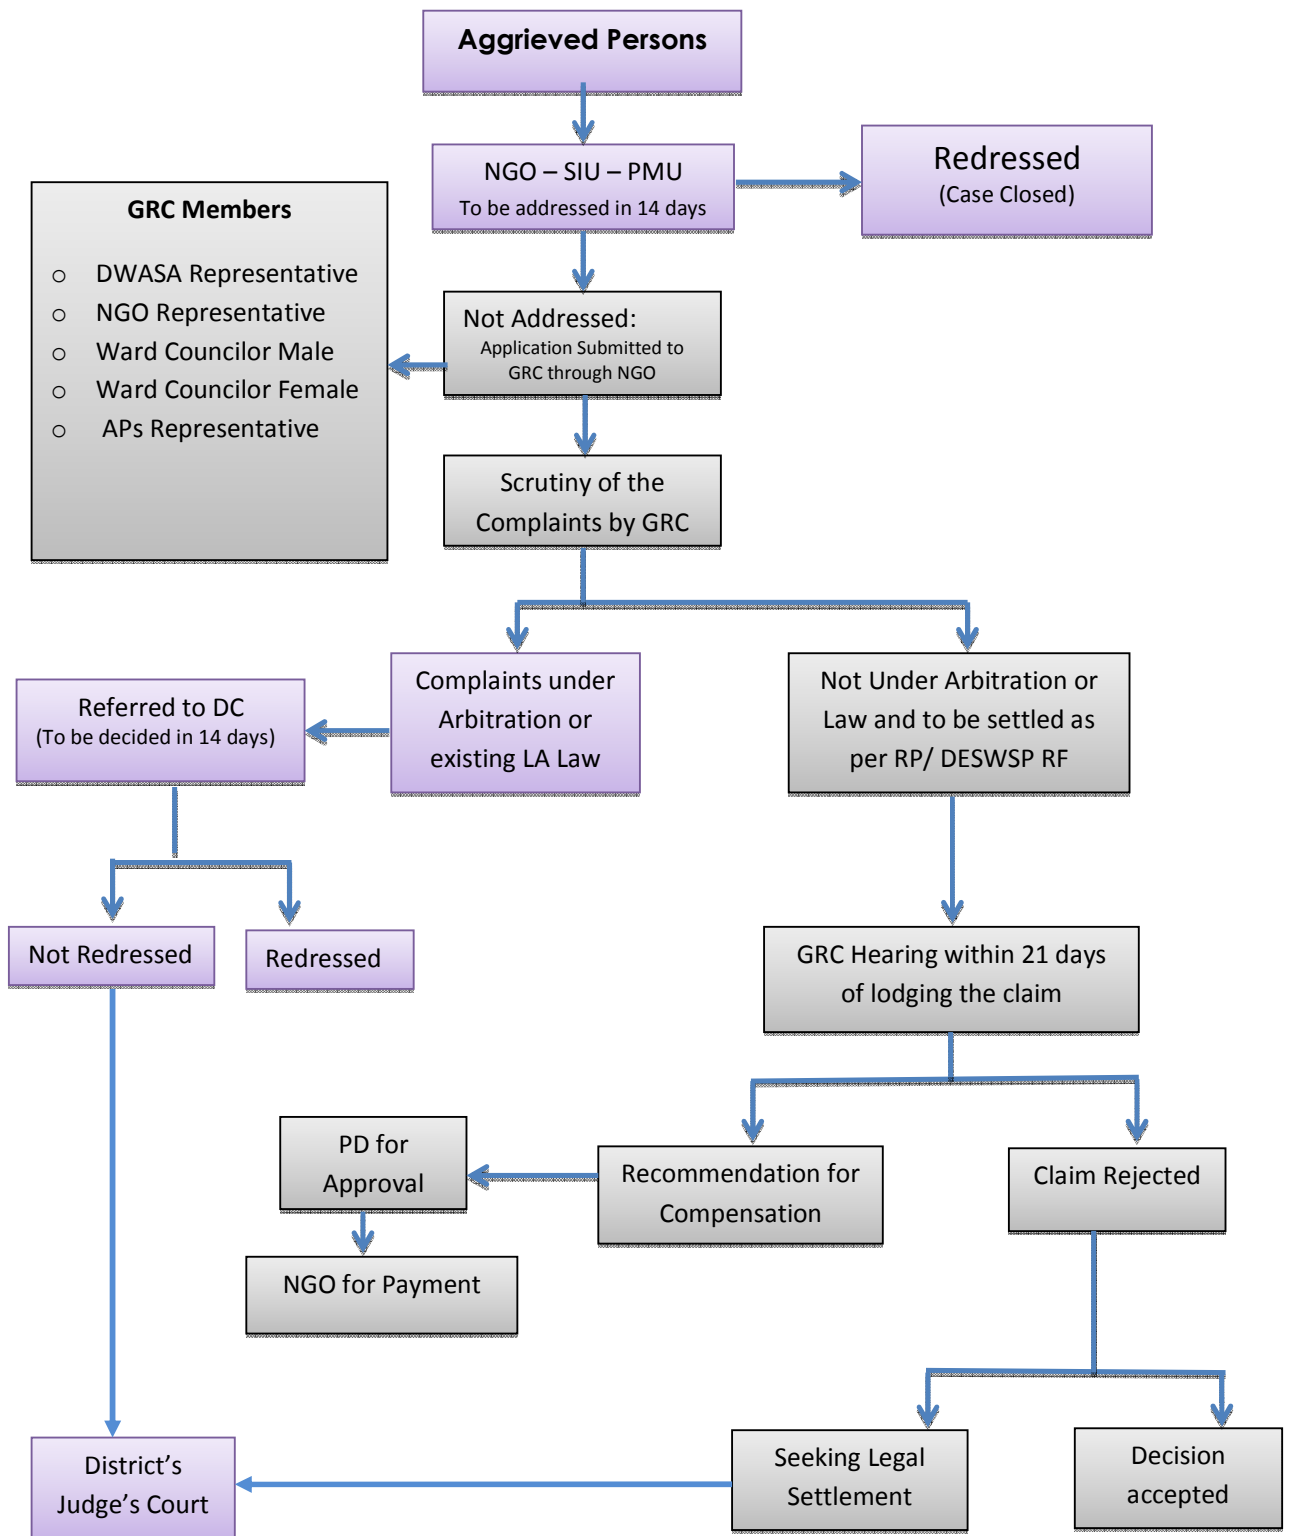 Aggrieved Persons
NGO – SIU – PMU
To be addressed in 14 days
Redressed
(Case Closed)
GRC Members
o DWASA Representative
o NGO Representative
o Ward Councilor Male
o Ward Councilor Female
o APs Representative
Not Addressed:
Application Submitted to
GRC through NGO
Scrutiny of the
Complaints by GRC
Referred to DC
(To be decided in 14 days)
Complaints under
Arbitration or
existing LA Law
Not Under Arbitration or
Law and to be settled as
per RP/ DESWSP RF
Not Redressed
Redressed
GRC Hearing within 21 days
of lodging the claim
PD for
Approval
Recommendation for
Compensation
Claim Rejected
NGO for Payment
District’s
Judge’s Court
Seeking Legal
Settlement
Decision
accepted